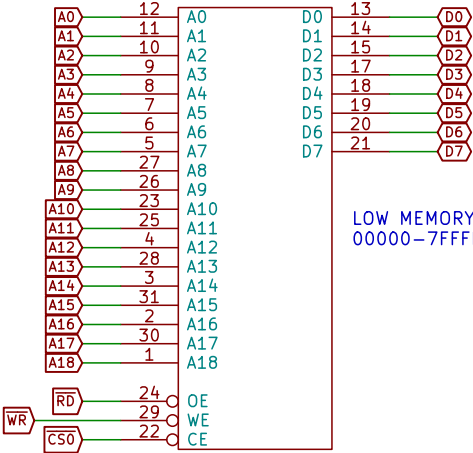 A0 12 A0 D0 13 D0
A1 11 A1 D1 14 D1
A2 10 A2 D2 15 D2
A3 9 A3 D3 17 D3
A4 8 A4 D4 18 D4
A5 7 A5 D5 19 D5
A6 6 A6 D6 20 D6
A7 5 A7 D7 21 D7
A8 27 A8
A9 26 A9
A10 23 A10
A11 25 A11
A12 4 A12
A13 28 A13
A14 3 A14
A15 31 A15
A16 2 A16
A17 30 A17
A18 1 A18
LOW MEMORY
00000-7FFF
RD 24 OE
WR 29 WE
CS0 22 CE